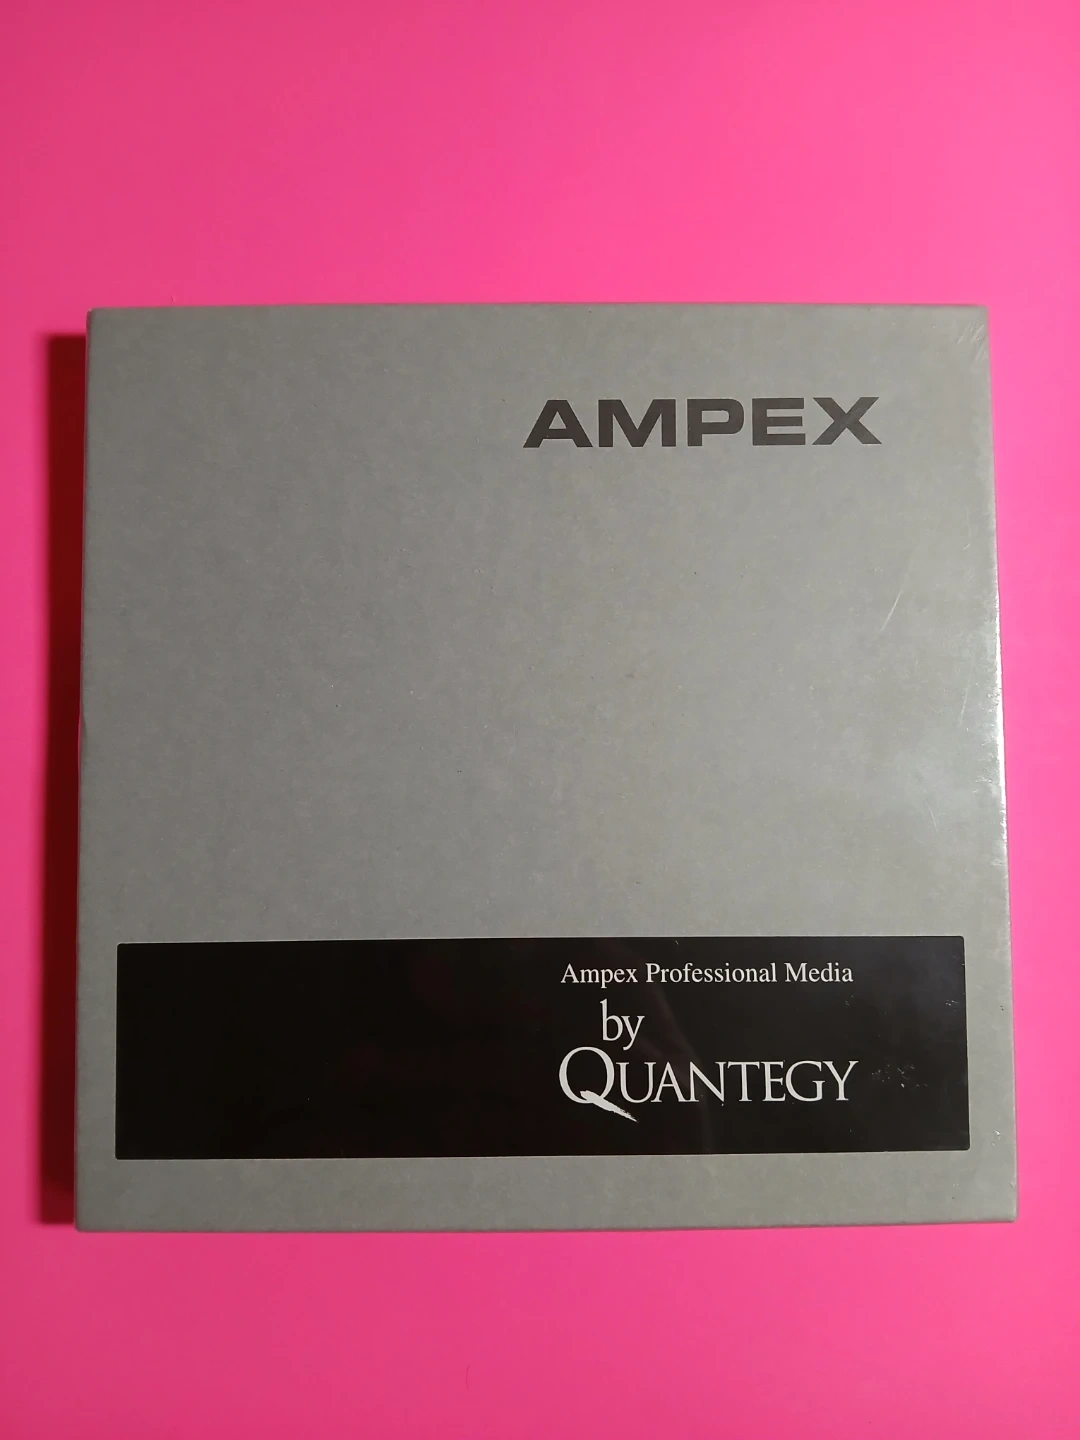 AMPEX
Ampex Professional Media
by
QUANTEGY